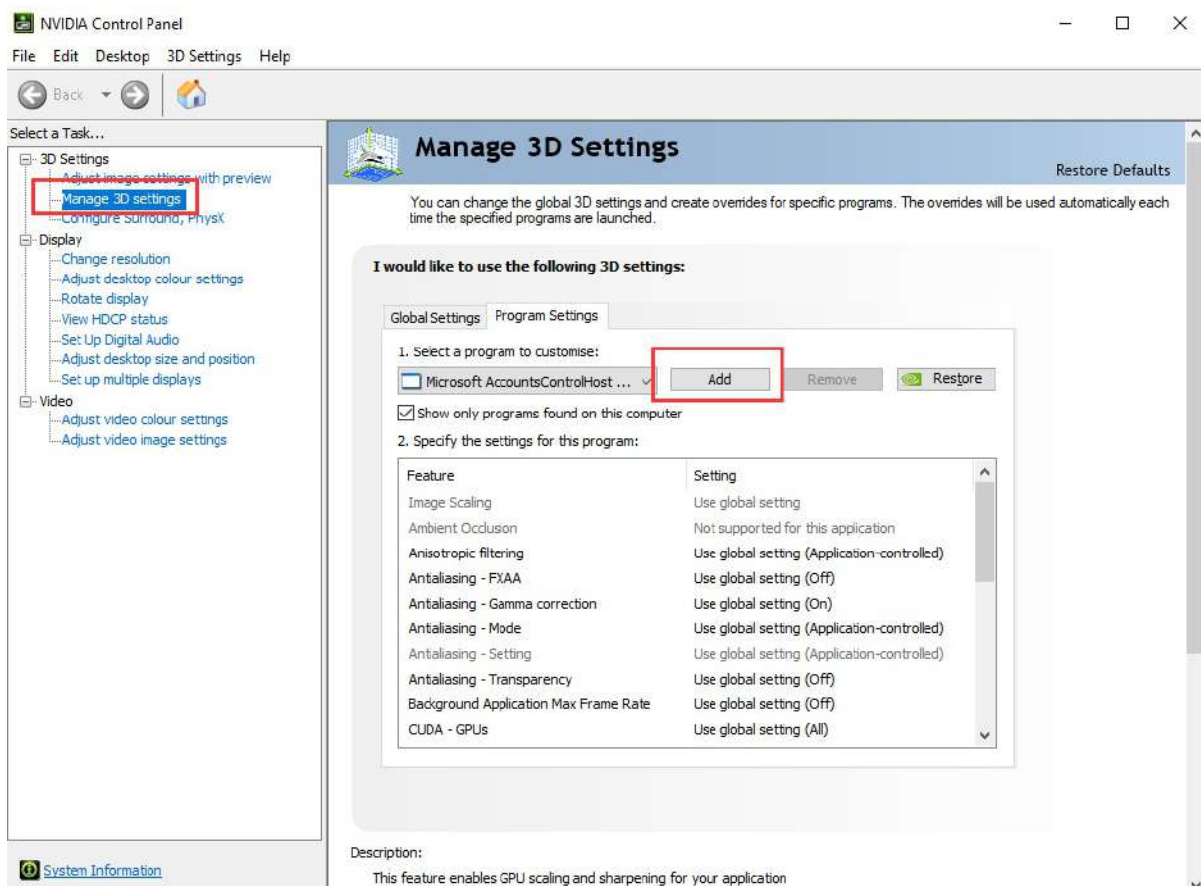 NVIDIA Control Panel
File Edit Desktop 3D Settings Help
Back
Select a Task...
3D Settings
Adjust image settings with preview
Manage 3D settings
Configure Surround, PhysX
Display
Change resolution
Adjust desktop colour settings
Rotate display
View HDCP status
Set Up Digital Audio
Adjust desktop size and position
Set up multiple displays
Video
Adjust video colour settings
Adjust video image settings
System Information
Manage 3D Settings
Restore Defaults
You can change the global 3D settings and create overrides for specific programs. The overrides will be used automatically each
time the specified programs are launched.
I would like to use the following 3D settings:
Global Settings Program Settings
1. Select a program to customise:
Microsoft AccountsControlHost ... Add Remove Restore
Show only programs found on this computer
2. Specify the settings for this program:
Feature Setting
Image Scaling Use global setting
Ambient Occlusion Not supported for this application
Anisotropic filtering Use global setting (Application-controlled)
Antialiasing - FXAA Use global setting (Off)
Antialiasing - Gamma correction Use global setting (On)
Antialiasing - Mode Use global setting (Application-controlled)
Antialiasing - Setting Use global setting (Application-controlled)
Antialiasing - Transparency Use global setting (Off)
Background Application Max Frame Rate Use global setting (Off)
CUDA - GPUs Use global setting (All)
Description:
This feature enables GPU scaling and sharpening for your application